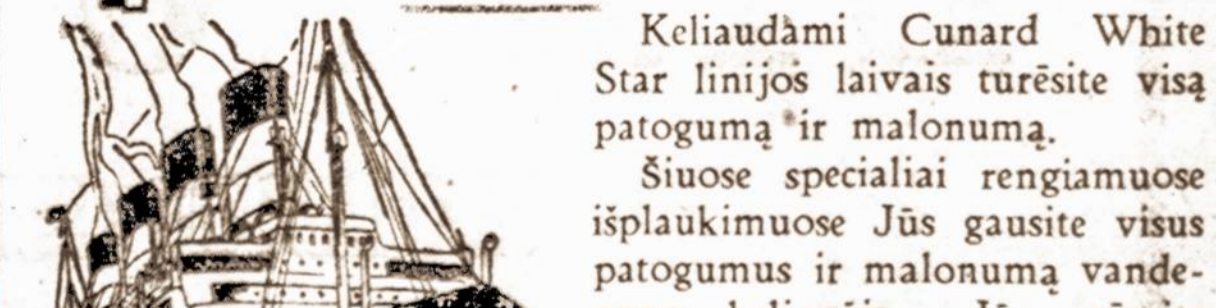 Keliaudami Cunard White
Star linijos laivais turėsite visą
patogumą ir malonumą.
Šiuose specialiai rengiamuose
išplaukimuose Jūs gausite visus
patogumus ir malonumą vande-